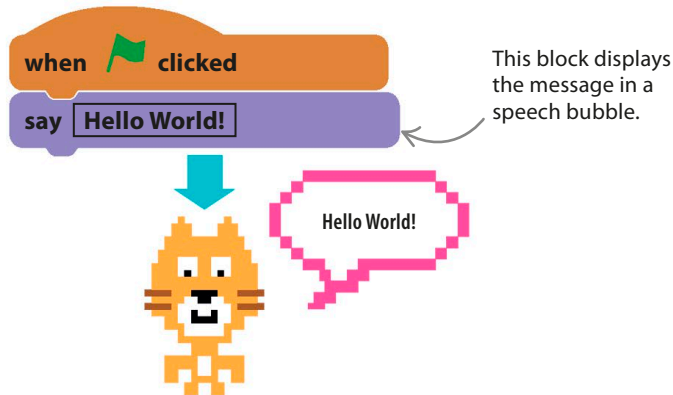 when clicked
say Hello World!
This block displays
the message in a
speech bubble.
Hello World!